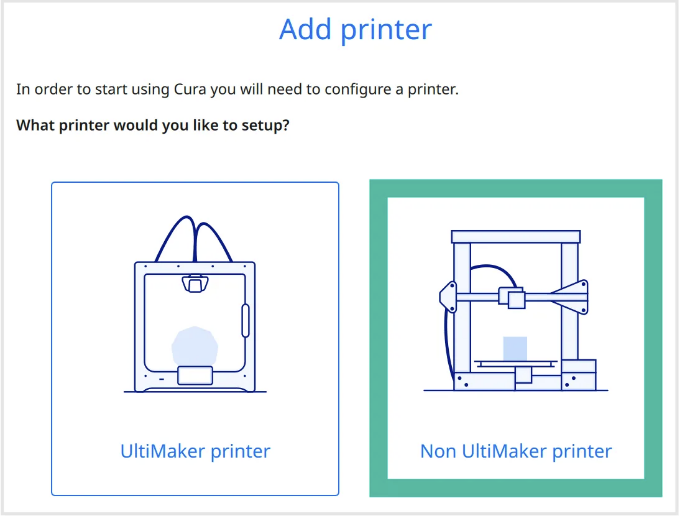 Add printer
In order to start using Cura you will need to configure a printer.
What printer would you like to setup?
UltiMaker printer
Non UltiMaker printer